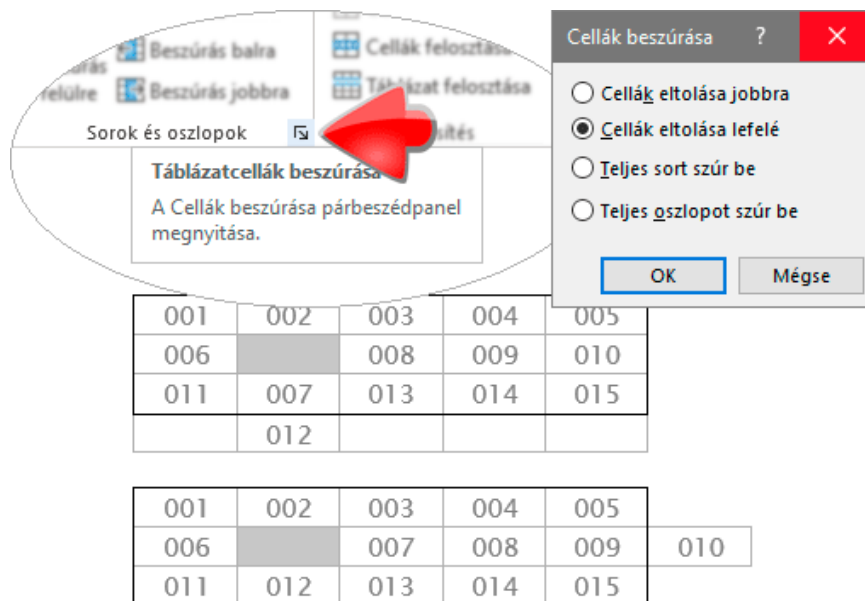 Beszúrás balra
Cellák felosztása
relülre Beszúrás jobbra
Táblázat felosztása
Sorok és oszlopok
Táblázatcellák beszúrása
A Cellák beszúrása párbeszédpanel
megnyitása.
Cellák beszúrása ?
Cellák eltolása jobbra
Cellák eltolása lefelé
Teljes sort szúr be
Teljes oszlopot szúr be
OK Mégse
001 002 003 004 005
006 008 009 010
011 007 013 014 015
012
001 002 003 004 005
006 007 008 009 010
011 012 013 014 015